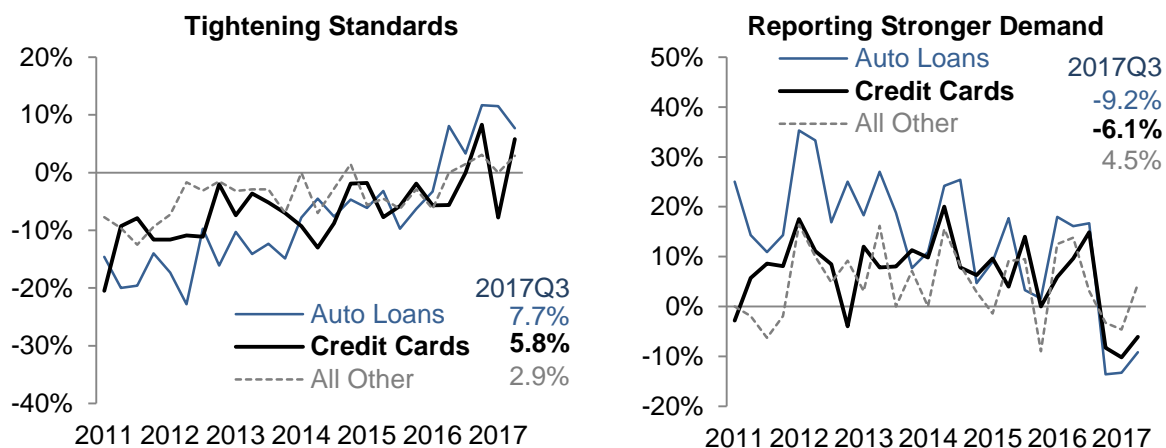 Tightening Standards
20%
10%
0%
-10%
-20%
-30%
-40%
2017Q3
Auto Loans 7.7%
Credit Cards 5.8%
All Other 2.9%
2011 2012 2013 2014 2015 2016 2017
Reporting Stronger Demand
50%
40%
30%
20%
10%
0%
-10%
-20%
Auto Loans
Credit Cards
All Other
2017Q3
-9.2%
-6.1%
4.5%
2011 2012 2013 2014 2015 2016 2017